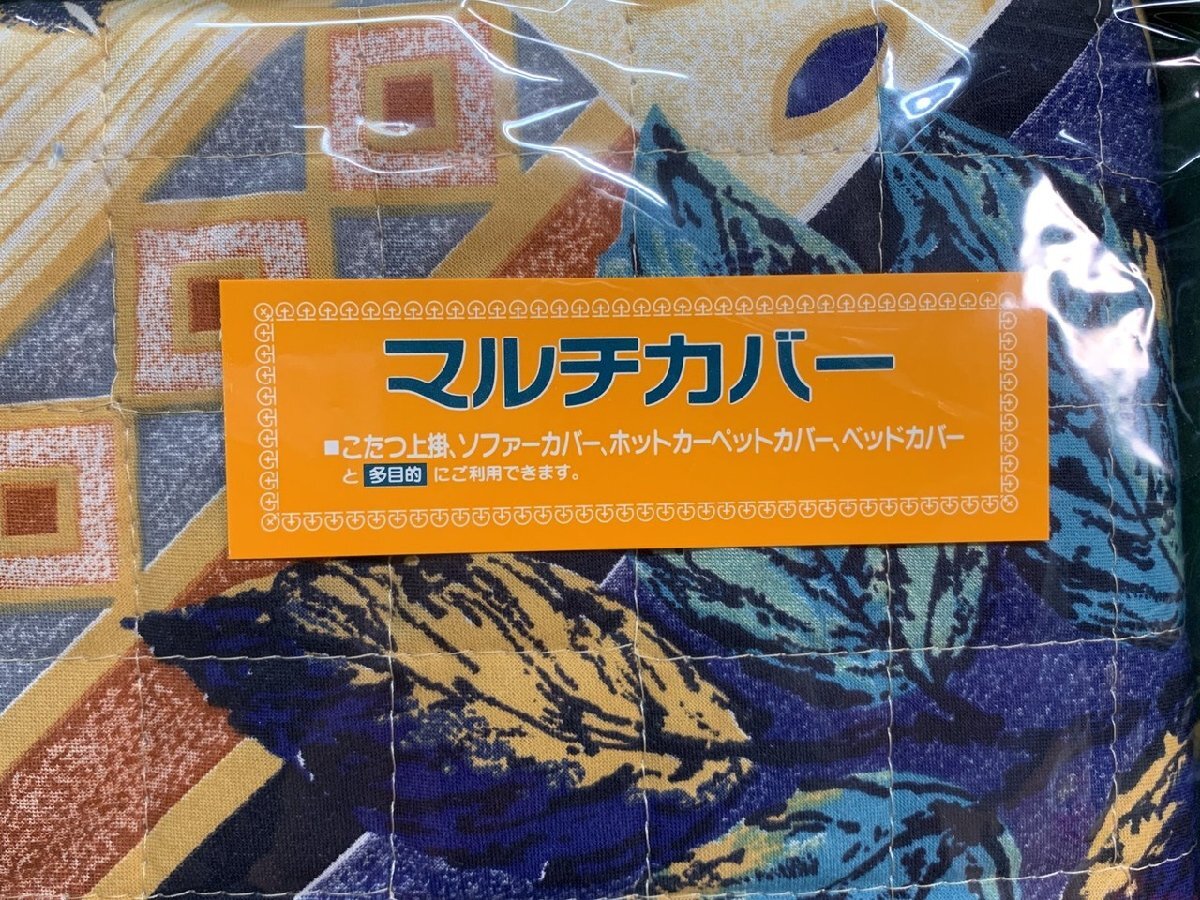 マルチカバー
■こたつ上掛、ソファーカバー、ホットカーペットカバー、ベッドカバー
と 多目的 にご利用できます。